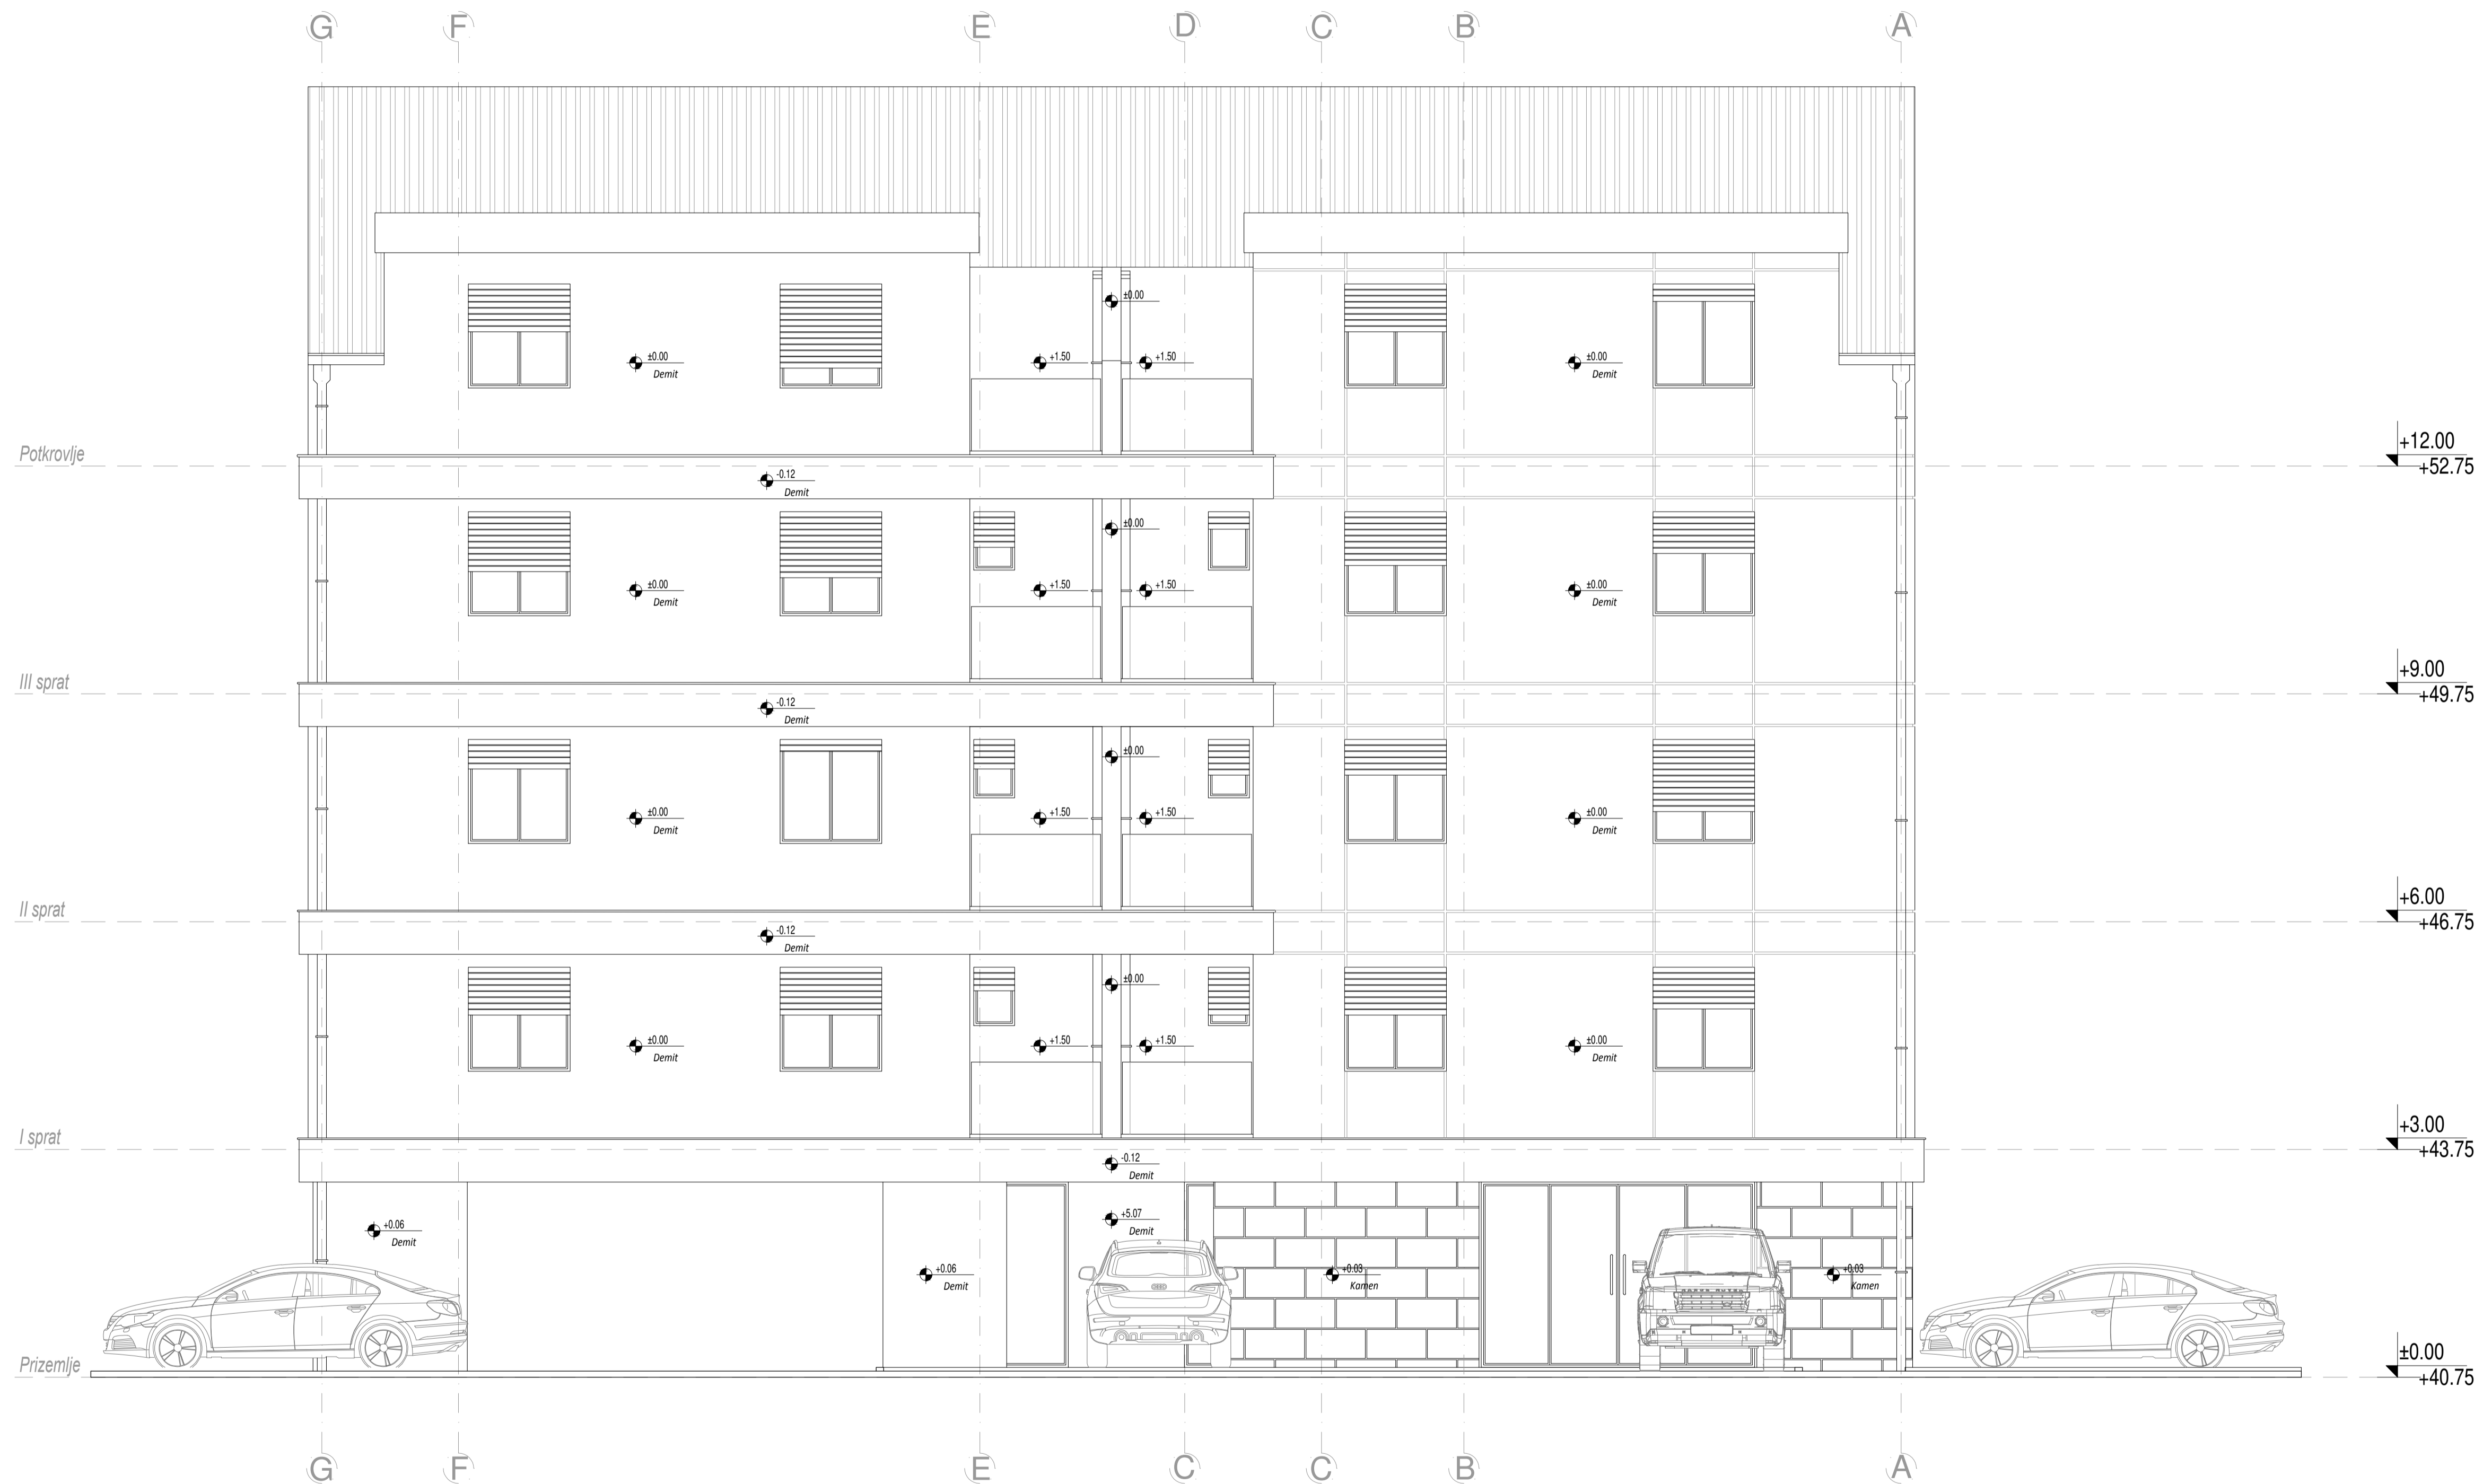 G F E D C B A
±0.00
±0.00
Demit
+1.50
+1.50
±0.00
Demit
Potkrovlje
+12.00
+52.75
-0.12
Demit
±0.00
±0.00
Demit
+1.50
+1.50
±0.00
Demit
III sprat
+9.00
+49.75
-0.12
Demit
±0.00
±0.00
Demit
+1.50
+1.50
±0.00
Demit
II sprat
+6.00
+46.75
-0.12
Demit
±0.00
±0.00
Demit
+1.50
+1.50
±0.00
Demit
I sprat
+3.00
+43.75
-0.12
Demit
+0.06
Demit
+5.07
Demit
+0.06
Demit
+0.03
Kamen
+0.03
Kamen
Prizemlje
±0.00
+40.75
G F E C C B A